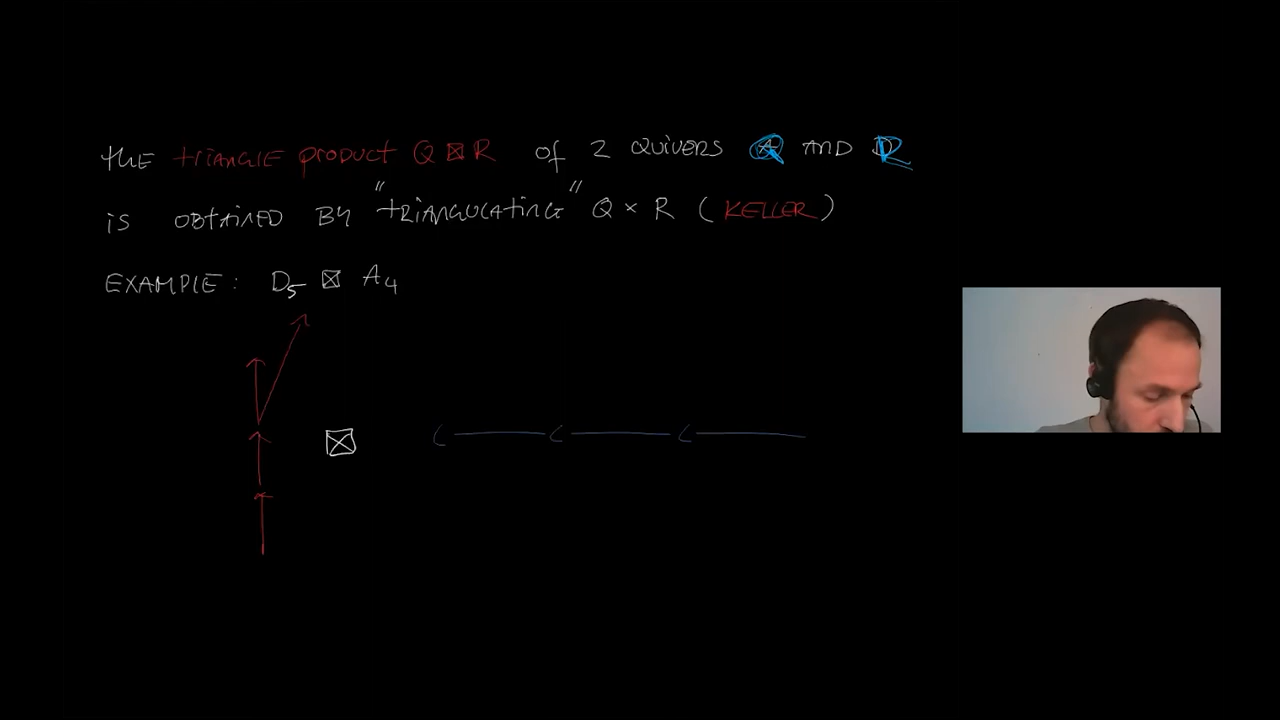 THE TRIANGLE PRODUCT Q ⊠ R OF 2 QUIVERS Q AND R
IS OBTAINED BY "TRIANGULATING" Q × R (KELLER)
EXAMPLE: D₅ ⊠ A₄
⊠